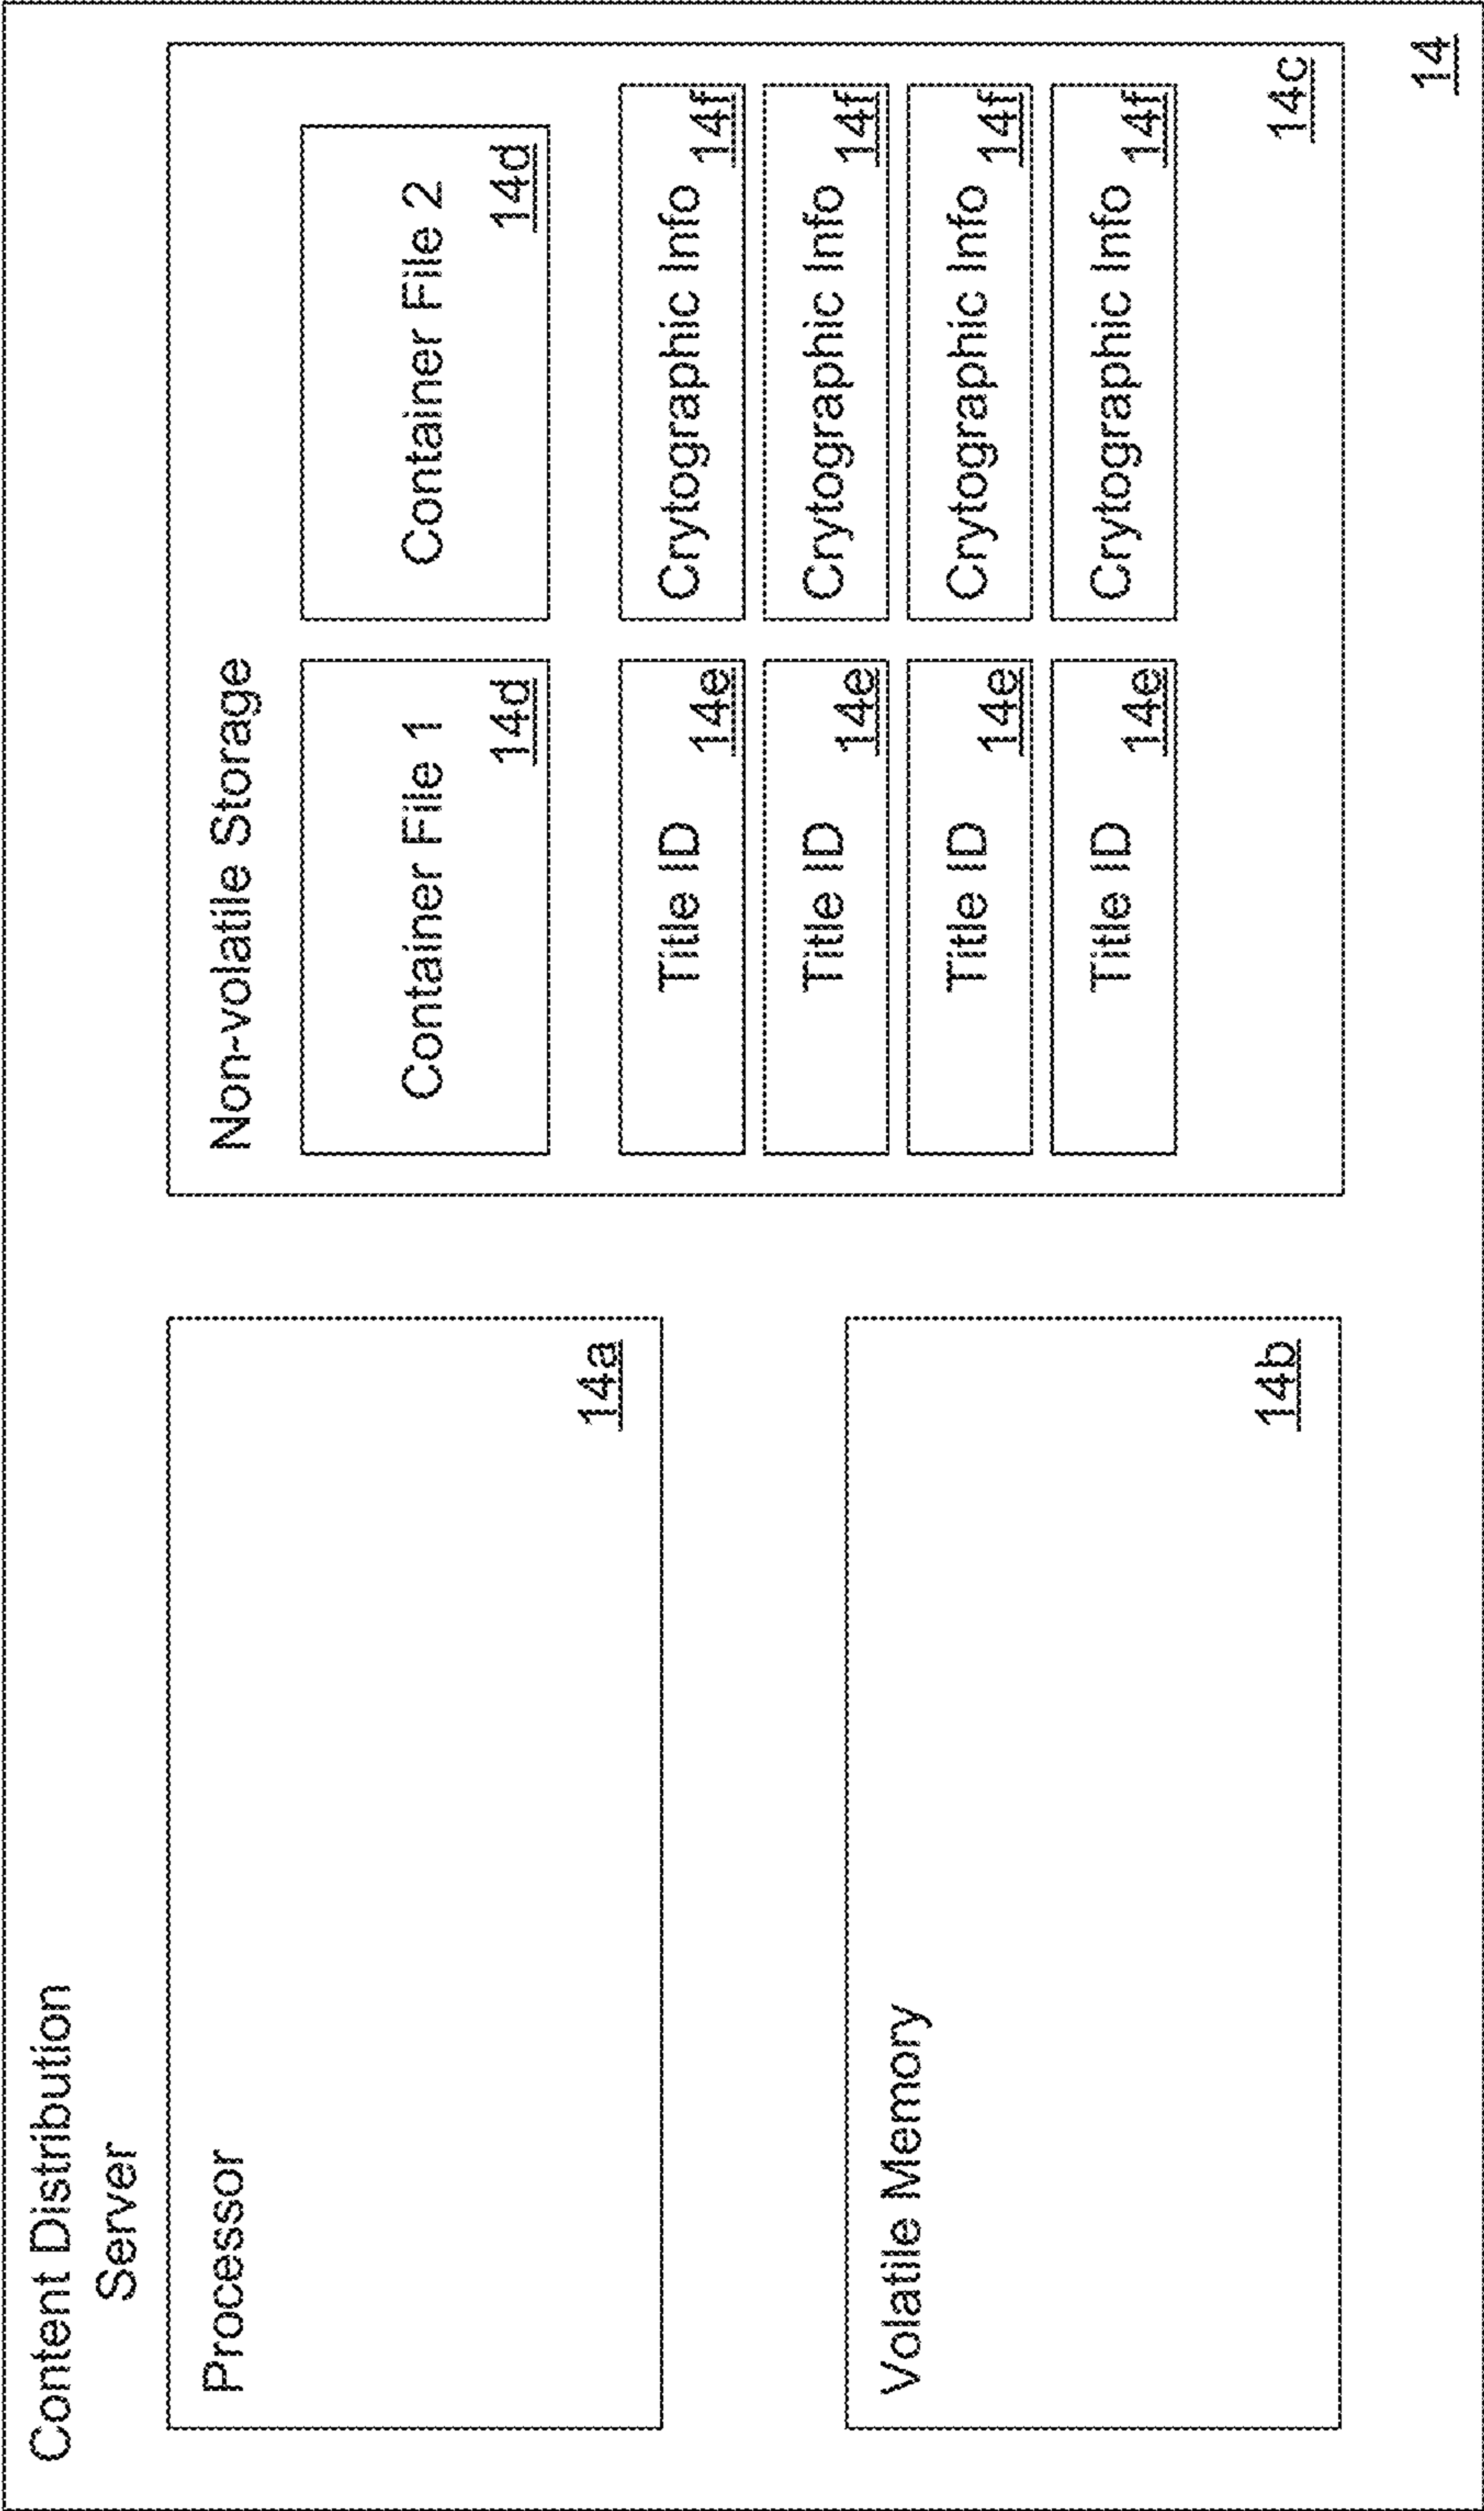 Content Distribution
Server
Processor
14a
Volatile Memory
14b
Non-volatile Storage
Container File 1
14d
Container File 2
14d
Title ID
14e
Crytographic Info
14f
Title ID
14e
Crytographic Info
14f
Title ID
14e
Crytographic Info
14f
Title ID
14e
Crytographic Info
14f
14c
14